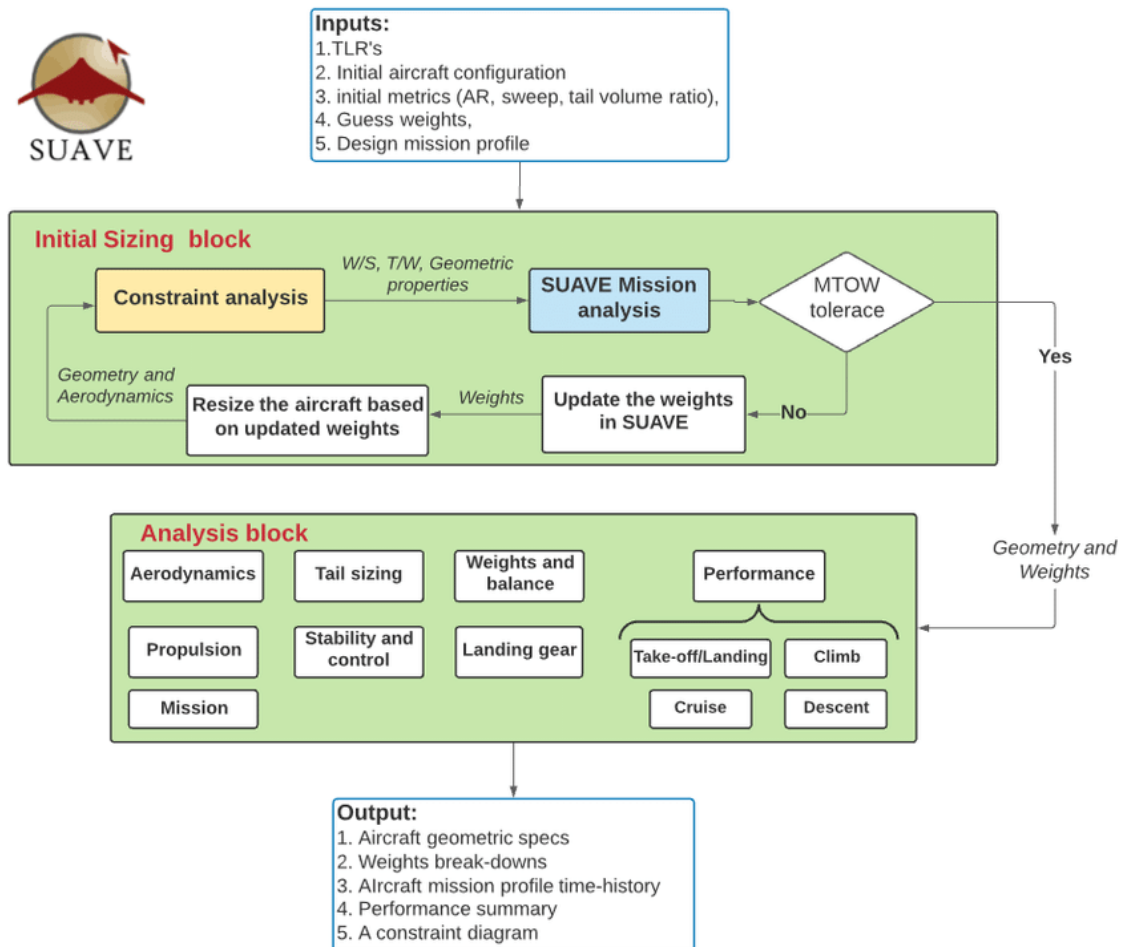 SUAVE
Inputs:
1.TLR's
2. Initial aircraft configuration
3. initial metrics (AR, sweep, tail volume ratio),
4. Guess weights,
5. Design mission profile
Initial Sizing block
Constraint analysis
W/S, T/W, Geometric
properties
SUAVE Mission
analysis
MTOW
tolerace
Yes
No
Update the weights
in SUAVE
Weights
Resize the aircraft based
on updated weights
Geometry and
Aerodynamics
Geometry and
Weights
Analysis block
Aerodynamics
Tail sizing
Weights and
balance
Performance
Propulsion
Stability and
control
Landing gear
Take-off/Landing
Climb
Mission
Cruise
Descent
Output:
1. Aircraft geometric specs
2. Weights break-downs
3. AIrcraft mission profile time-history
4. Performance summary
5. A constraint diagram